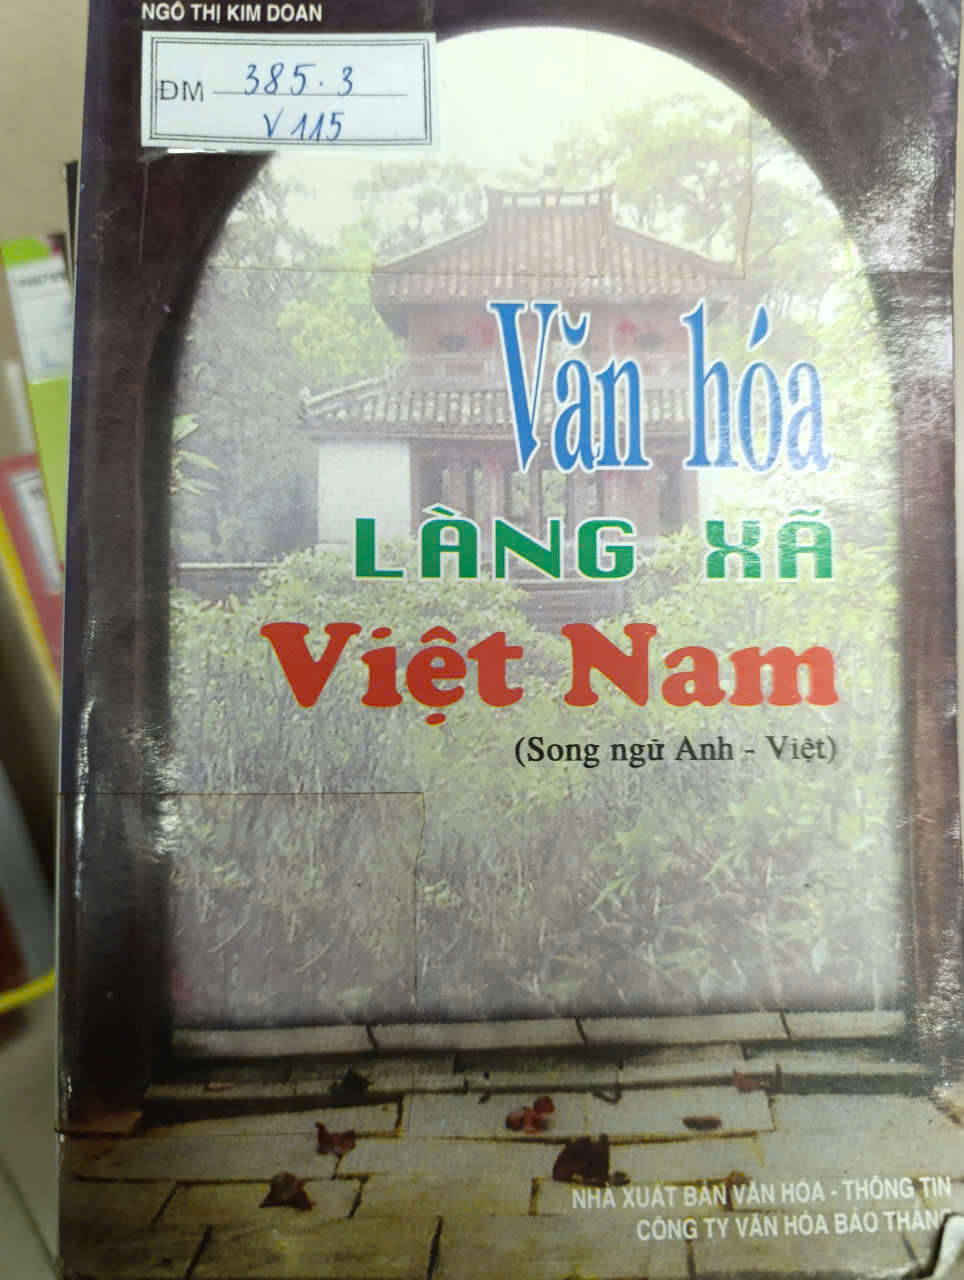 NGÔ THỊ KIM DOAN
ĐM 385.3
V115
Văn hóa
LÀNG XÃ
Việt Nam
(Song ngữ Anh - Việt)
NHÀ XUẤT BẢN VĂN HÓA - THÔNG TIN
CÔNG TY VĂN HÓA BẢO THẮNG